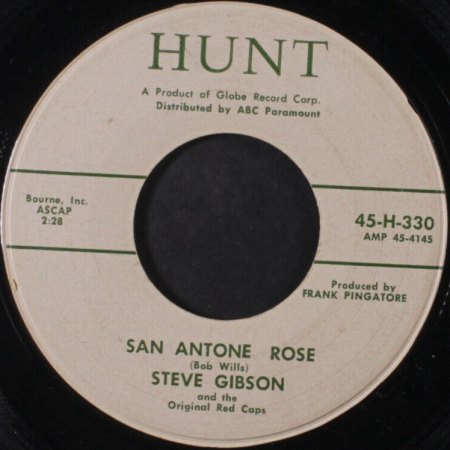 HUNT
A Product of Globe Record Corp.
Distributed by ABC Paramount
Bourne, Inc.
ASCAP
2:28
45-H-330
AMP 45-4145
Produced by
FRANK PINGATORE
SAN ANTONE ROSE
(Bob Wills)
STEVE GIBSON
and the
Original Red Caps